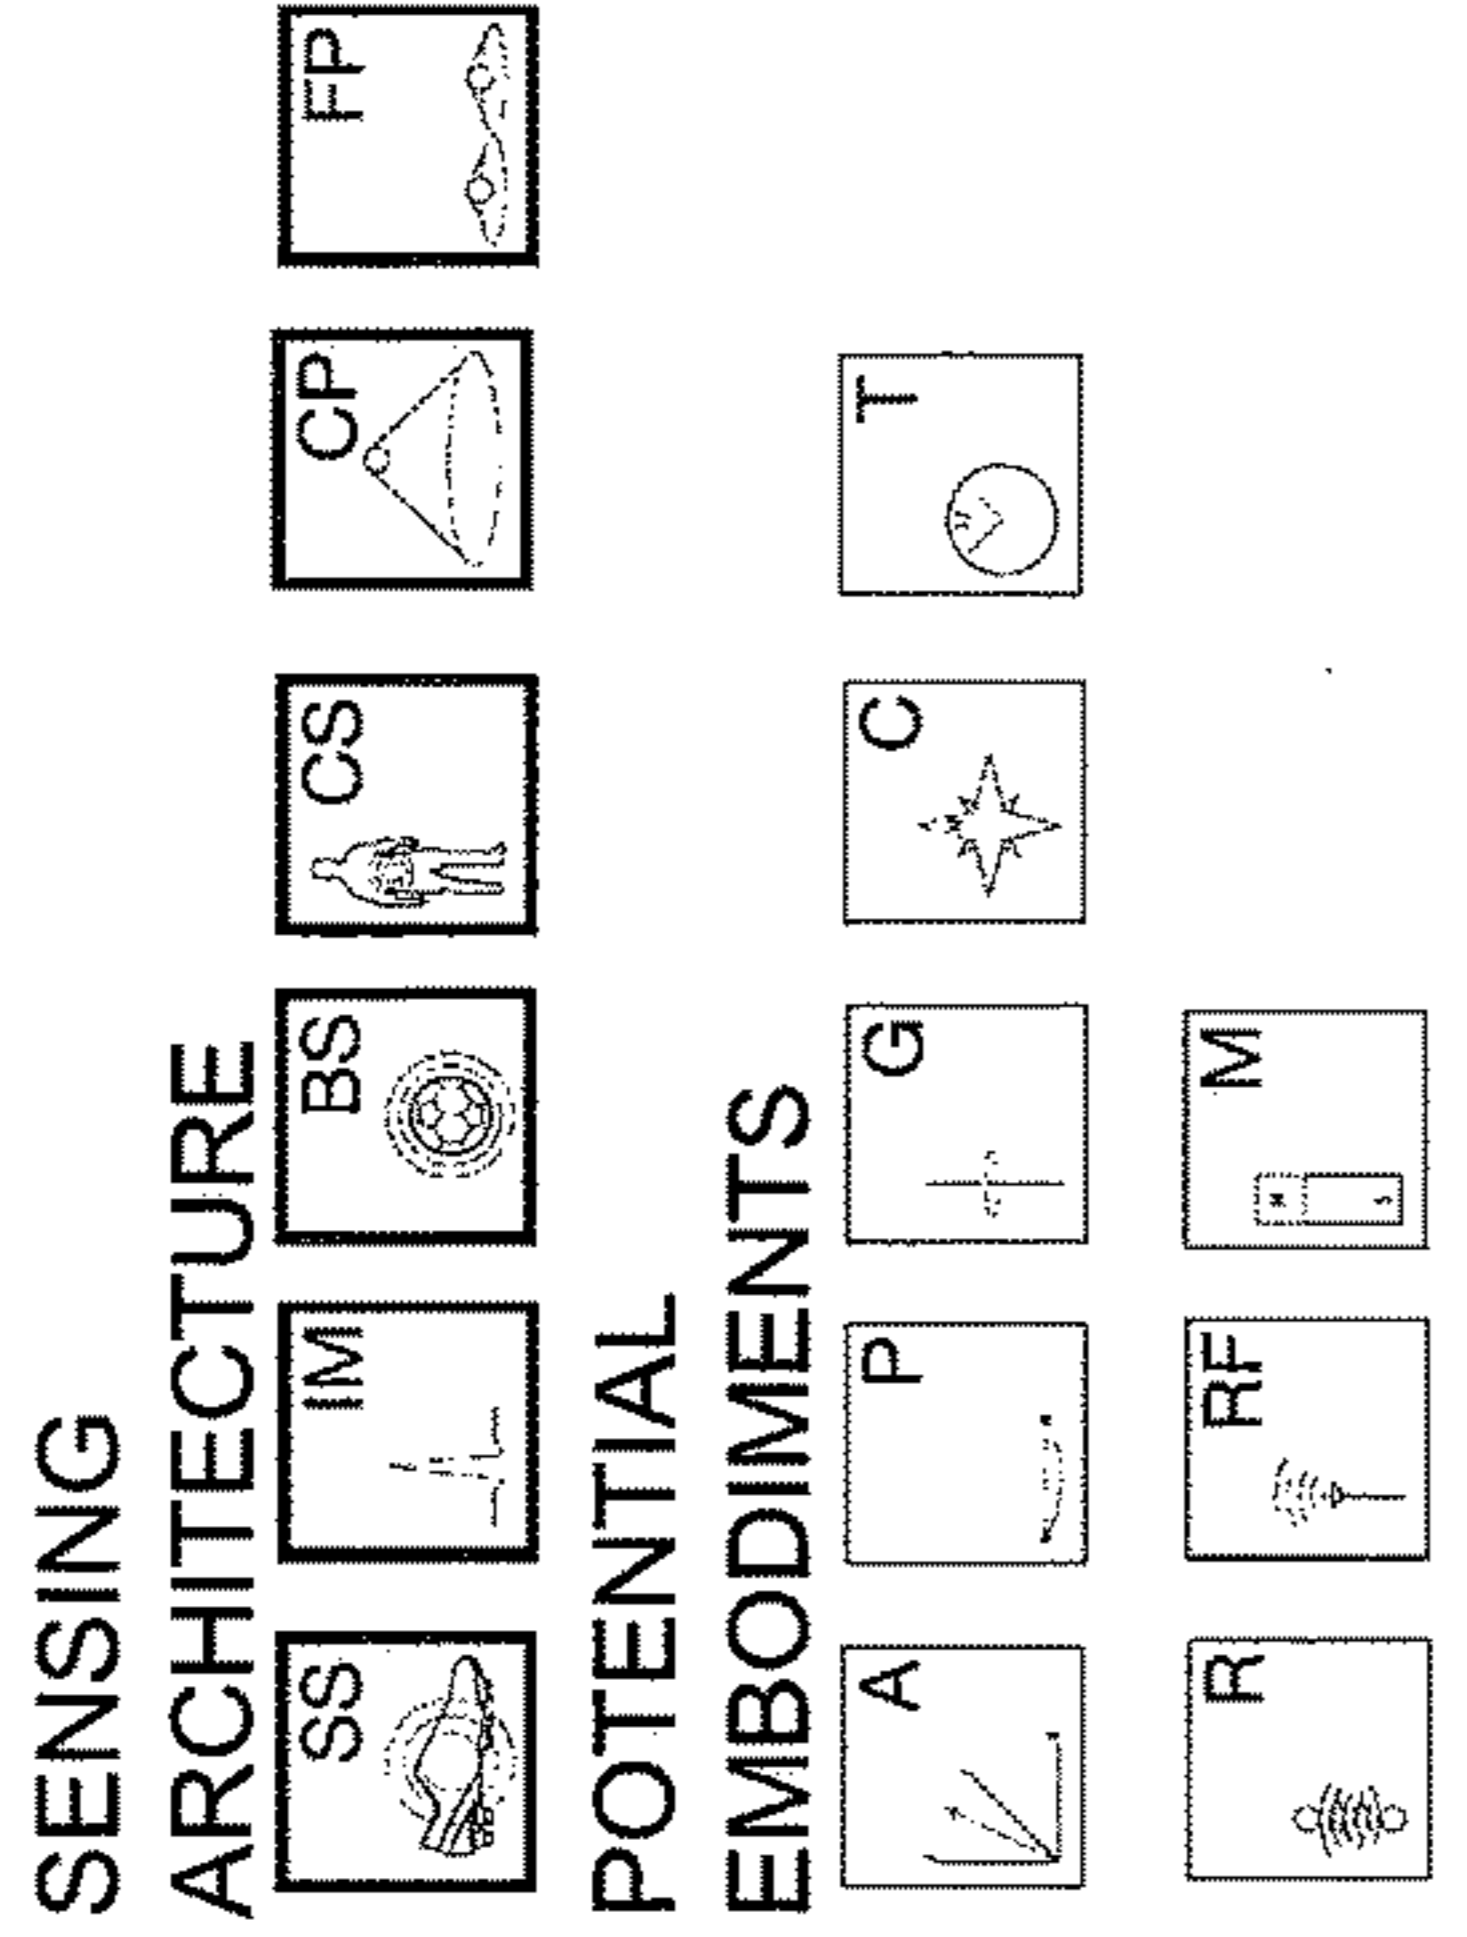 SENSING
ARCHITECTURE
SS IM BS CS CP FP
POTENTIAL
EMBODIMENTS
A P G C T
R RF M